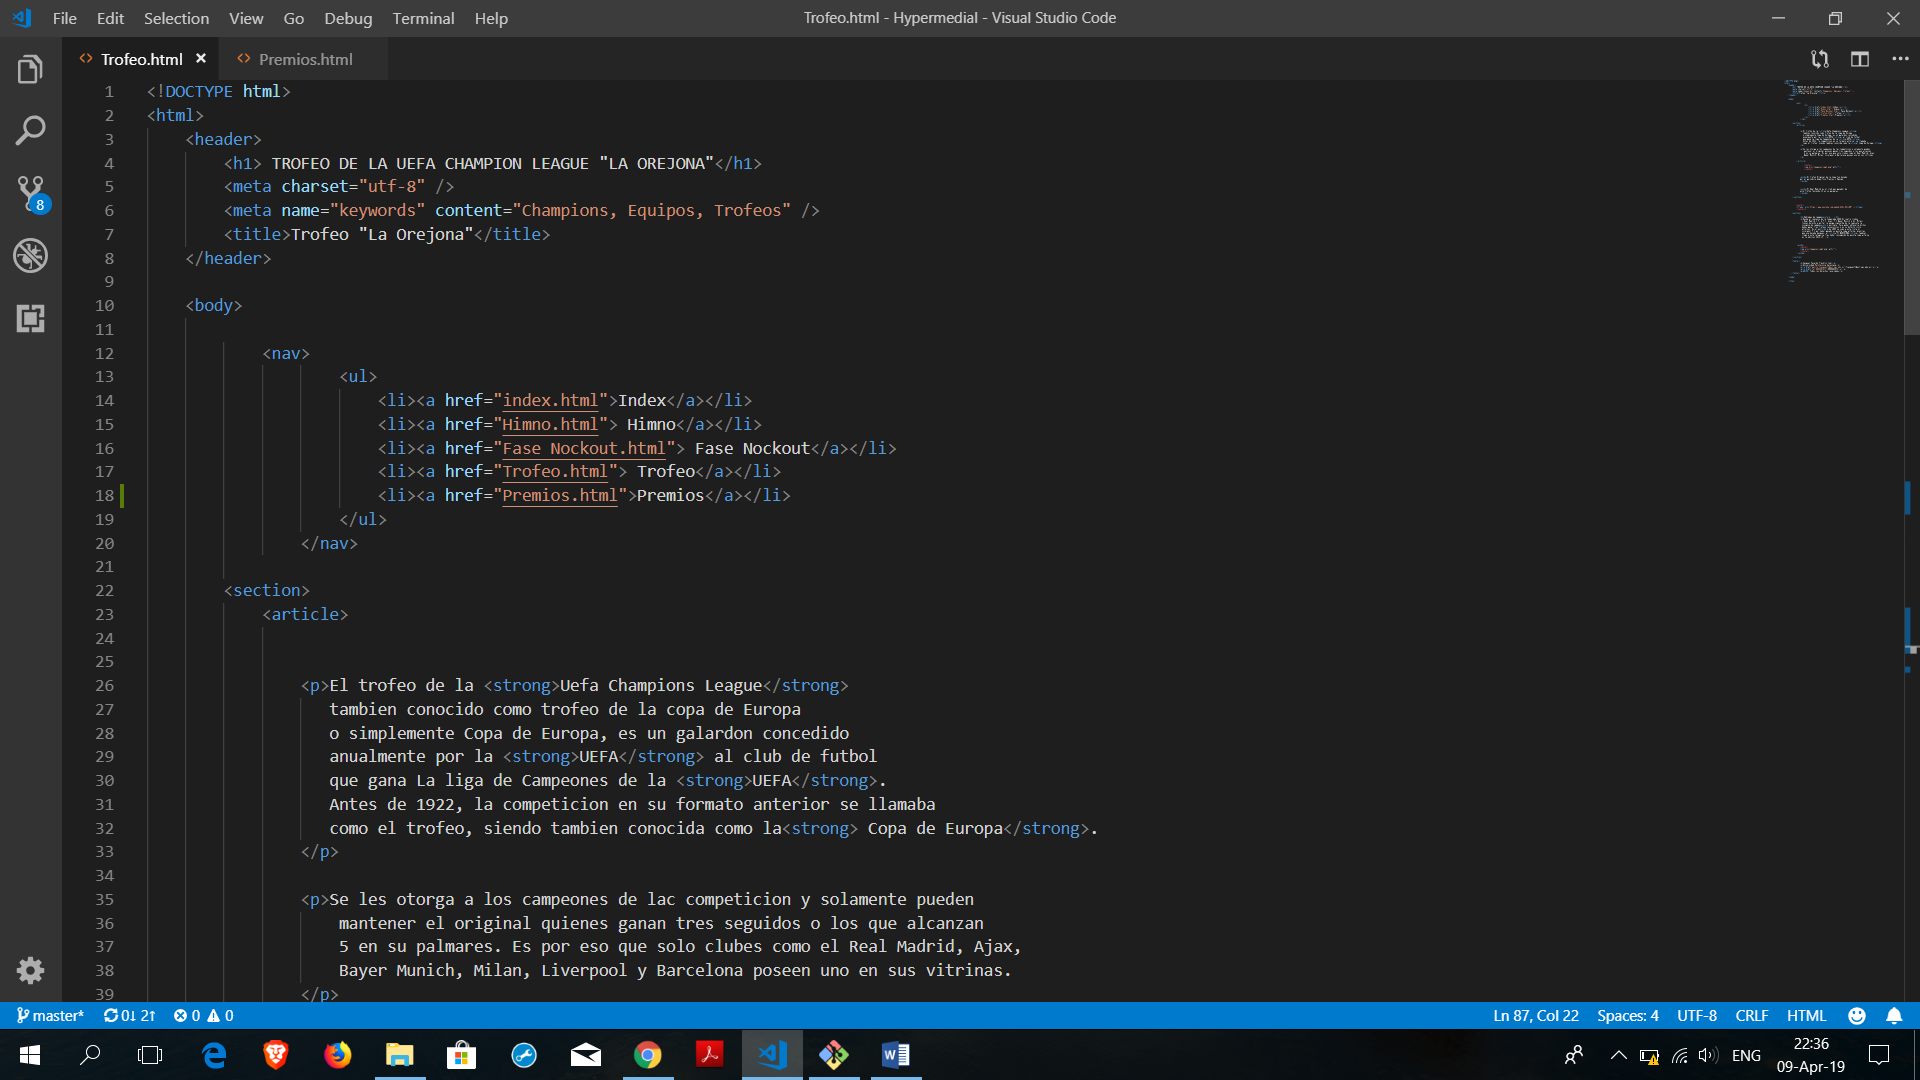 File Edit Selection View Go Debug Terminal Help
Trofeo.html - Hypermedial - Visual Studio Code
Trofeo.html Premios.html
8
1 <!DOCTYPE html>
2 <html>
3 <header>
4 <h1> TROFEO DE LA UEFA CHAMPION LEAGUE "LA OREJONA"</h1>
5 <meta charset="utf-8" />
6 <meta name="keywords" content="Champions, Equipos, Trofeos" />
7 <title>Trofeo "La Orejona"</title>
8 </header>
9
10 <body>
11
12 <nav>
13 <ul>
14 <li><a href="index.html">Index</a></li>
15 <li><a href="Himno.html"> Himno</a></li>
16 <li><a href="Fase Nockout.html"> Fase Nockout</a></li>
17 <li><a href="Trofeo.html"> Trofeo</a></li>
18 <li><a href="Premios.html">Premios</a></li>
19 </ul>
20 </nav>
21
22 <section>
23 <article>
24
25
26 <p>El trofeo de la <strong>Uefa Champions League</strong>
27 tambien conocido como trofeo de la copa de Europa
28 o simplemente Copa de Europa, es un galardon concedido
29 anualmente por la <strong>UEFA</strong> al club de futbol
30 que gana La liga de Campeones de la <strong>UEFA</strong>.
31 Antes de 1922, la competicion en su formato anterior se llamaba
32 como el trofeo, siendo tambien conocida como la<strong> Copa de Europa</strong>.
33 </p>
34
35 <p>Se les otorga a los campeones de lac competicion y solamente pueden
36 mantener el original quienes ganan tres seguidos o los que alcanzan
37 5 en su palmares. Es por eso que solo clubes como el Real Madrid, Ajax,
38 Bayer Munich, Milan, Liverpool y Barcelona poseen uno en sus vitrinas.
39 </p>
master* 0↓ 2↑ 0 0
Ln 87, Col 22 Spaces: 4 UTF-8 CRLF HTML
ENG
22:36
09-Apr-19